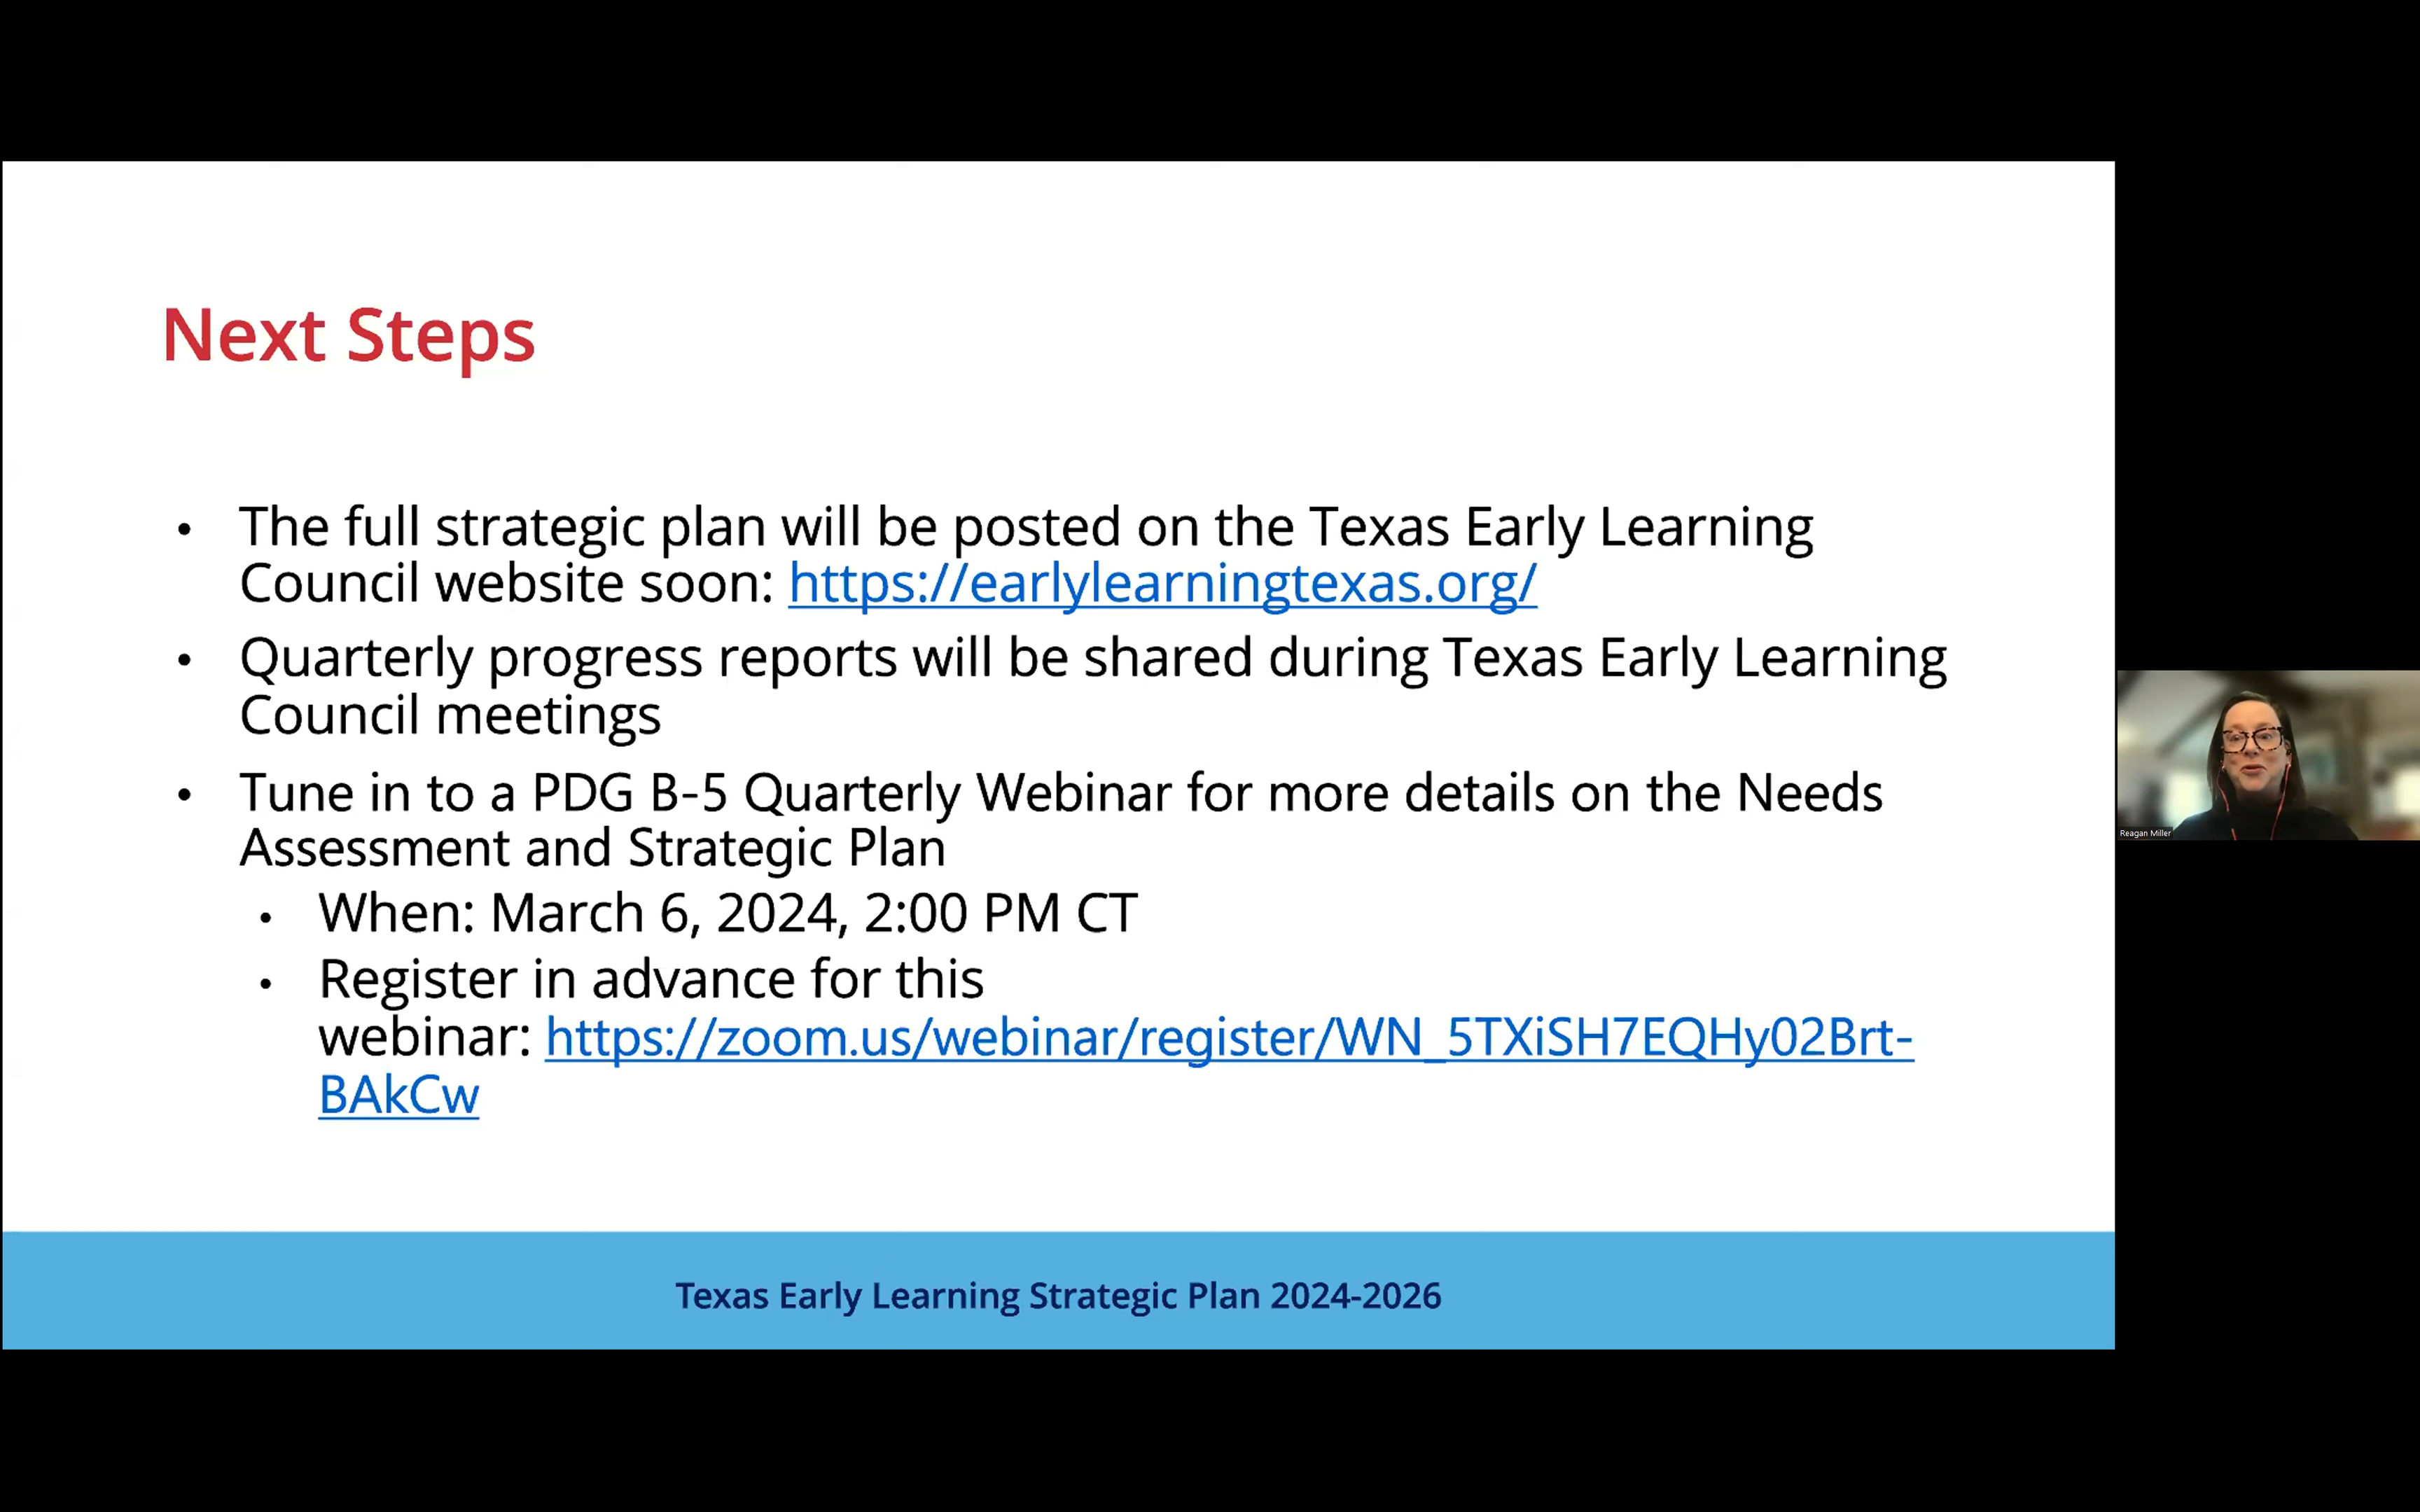 Next Steps
• The full strategic plan will be posted on the Texas Early Learning
Council website soon: https://earlylearningtexas.org/
• Quarterly progress reports will be shared during Texas Early Learning
Council meetings
• Tune in to a PDG B-5 Quarterly Webinar for more details on the Needs
Assessment and Strategic Plan
• When: March 6, 2024, 2:00 PM CT
• Register in advance for this
webinar: https://zoom.us/webinar/register/WN_5TXiSH7EQHy02Brt-
BAkCw
Reagan Miller
Texas Early Learning Strategic Plan 2024-2026